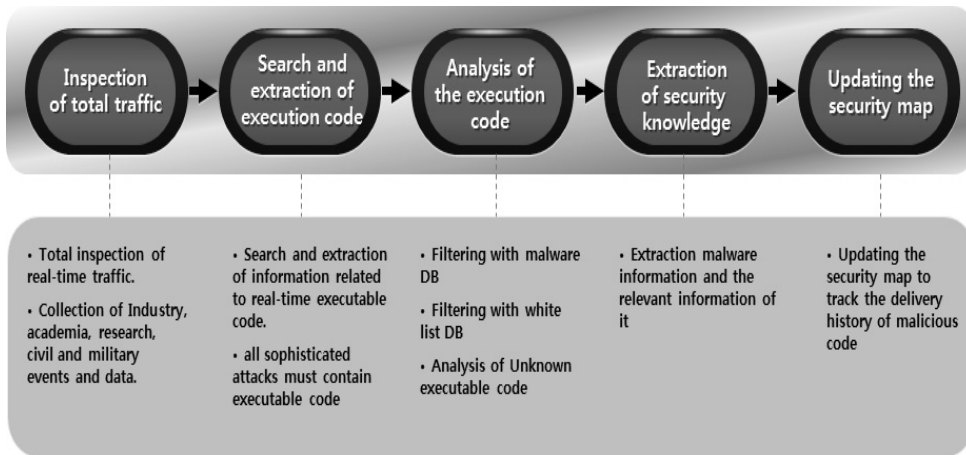 Inspection
of total traffic
Search and
extraction of
execution code
Analysis of
the execution
code
Extraction
of security
knowledge
Updating the
security map
• Total inspection of
real-time traffic.
• Collection of Industry,
academia, research,
civil and military
events and data.
• Search and extraction
of information related
to real-time executable
code.
• all sophisticated
attacks must contain
executable code
• Filtering with malware
DB
• Filtering with white
list DB
• Analysis of Unknown
executable code
• Extraction malware
information and the
relevant information of
it
• Updating the
security map to
track the delivery
history of malicious
code